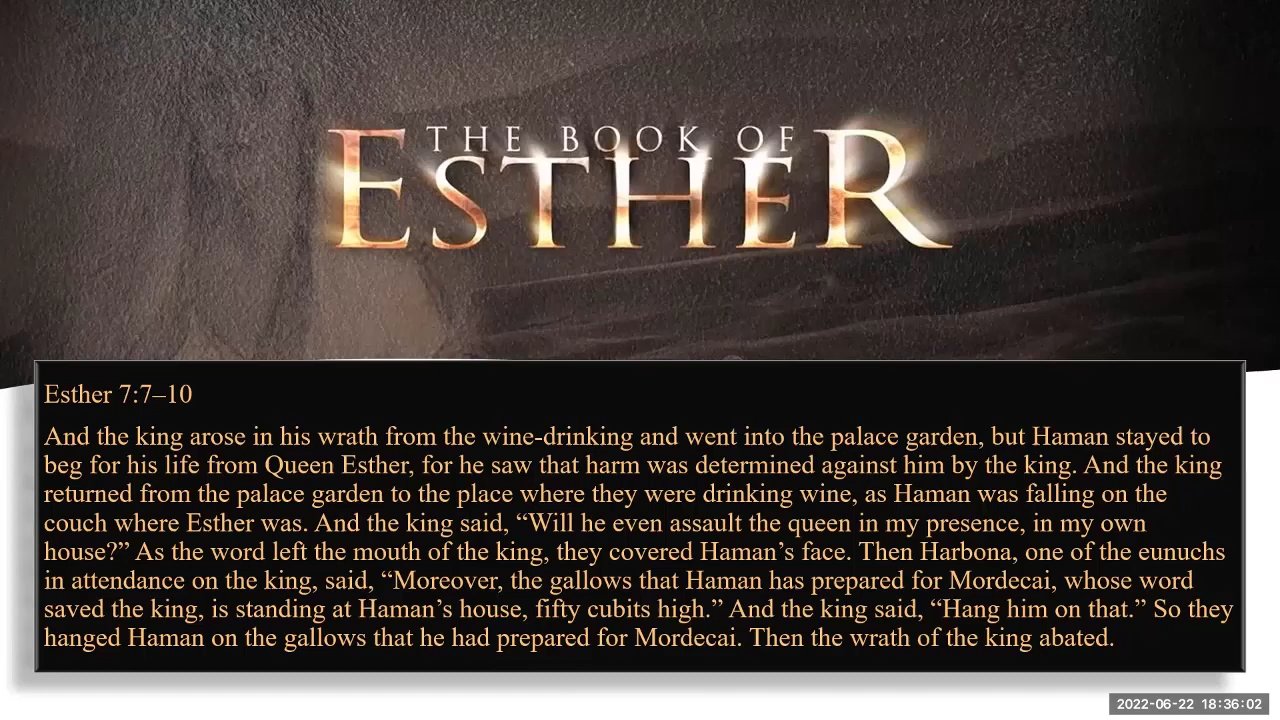 THE BOOK OF
ESTHER
Esther 7:7–10
And the king arose in his wrath from the wine-drinking and went into the palace garden, but Haman stayed to
beg for his life from Queen Esther, for he saw that harm was determined against him by the king. And the king
returned from the palace garden to the place where they were drinking wine, as Haman was falling on the
couch where Esther was. And the king said, “Will he even assault the queen in my presence, in my own
house?” As the word left the mouth of the king, they covered Haman’s face. Then Harbona, one of the eunuchs
in attendance on the king, said, “Moreover, the gallows that Haman has prepared for Mordecai, whose word
saved the king, is standing at Haman’s house, fifty cubits high.” And the king said, “Hang him on that.” So they
hanged Haman on the gallows that he had prepared for Mordecai. Then the wrath of the king abated.
2022-06-22 18:36:02